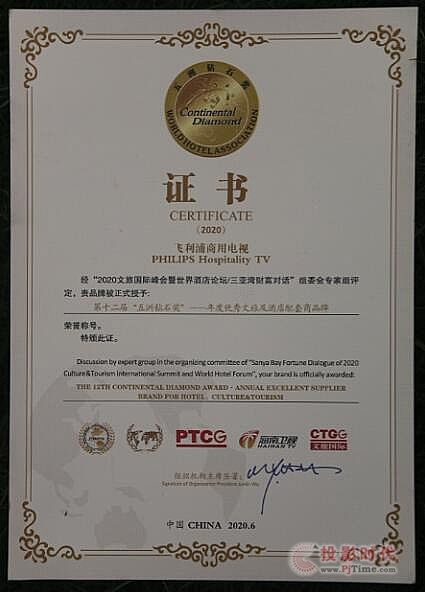 五洲钻石奖
Continental
Diamond
WORLD HOTEL ASSOCIATION
证书
CERTIFICATE
(2020)
飞利浦商用电视
PHILIPS Hospitality TV
经“2020文旅国际峰会暨世界酒店论坛/三亚湾财富对话”组委会专家组评
定，贵品牌被正式授予：
第十二届“五洲钻石奖”——年度优秀文旅及酒店配套商品牌
荣誉称号。
特颁此证。
Discussion by expert group in the organizing committee of "Sanya Bay Fortune Dialogue of 2020
Culture&Tourism International Summit and World Hotel Forum", your brand is officially awarded:
THE 12TH CONTINENTAL DIAMOND AWARD - ANNUAL EXCELLENT SUPPLIER
BRAND FOR HOTEL、CULTURE&TOURISM
PTCG
海南卫视
HAINAN TV
CTGG
文旅国际
组织机构主席签署：
Signature of Organization President Junlin Wu
中国 CHINA 2020.6
投影时代
www.PjTime.com